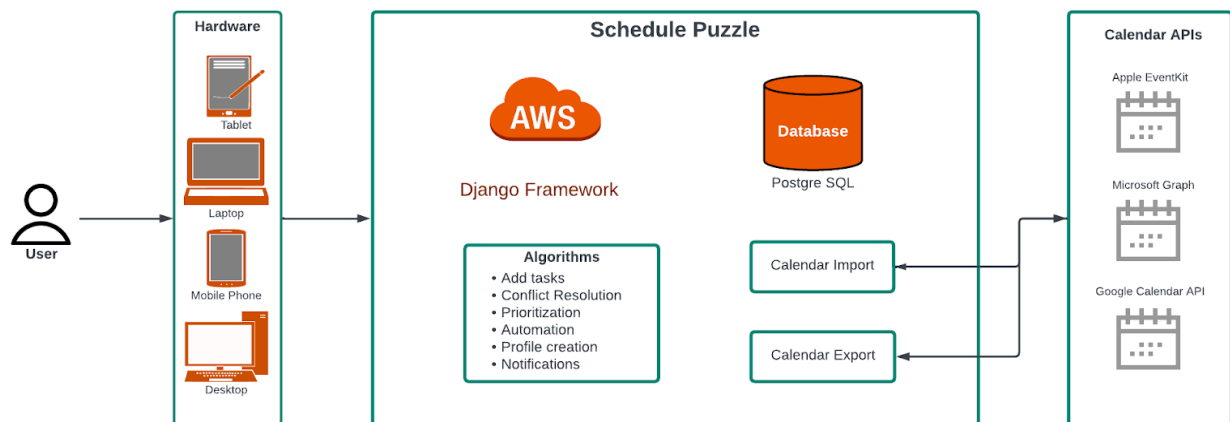 Hardware
Tablet
Laptop
Mobile Phone
Desktop
User
Schedule Puzzle
AWS
Django Framework
Database
Postgre SQL
Algorithms
• Add tasks
• Conflict Resolution
• Prioritization
• Automation
• Profile creation
• Notifications
Calendar Import
Calendar Export
Calendar APIs
Apple EventKit
Microsoft Graph
Google Calendar API